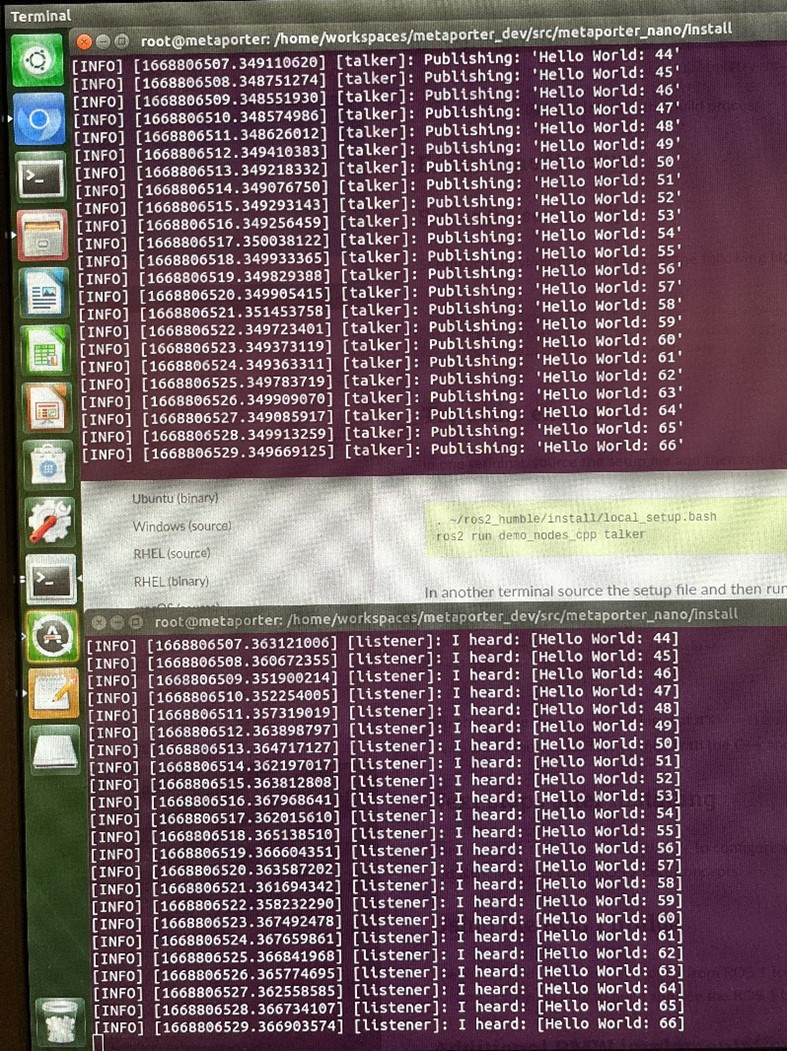 Terminal
root@metaporter: /home/workspaces/metaporter_dev/src/metaporter_nano/install
[INFO] [1668806507.349110620] [talker]: Publishing: 'Hello World: 44'
[INFO] [1668806508.348751274] [talker]: Publishing: 'Hello World: 45'
[INFO] [1668806509.348551930] [talker]: Publishing: 'Hello World: 46'
[INFO] [1668806510.348574986] [talker]: Publishing: 'Hello World: 47'
[INFO] [1668806511.348626012] [talker]: Publishing: 'Hello World: 48'
[INFO] [1668806512.349410383] [talker]: Publishing: 'Hello World: 49'
[INFO] [1668806513.349218332] [talker]: Publishing: 'Hello World: 50'
[INFO] [1668806514.349076750] [talker]: Publishing: 'Hello World: 51'
[INFO] [1668806515.349293143] [talker]: Publishing: 'Hello World: 52'
[INFO] [1668806516.349256459] [talker]: Publishing: 'Hello World: 53'
[INFO] [1668806517.350038122] [talker]: Publishing: 'Hello World: 54'
[INFO] [1668806518.349933365] [talker]: Publishing: 'Hello World: 55'
[INFO] [1668806519.349829388] [talker]: Publishing: 'Hello World: 56'
[INFO] [1668806520.349905415] [talker]: Publishing: 'Hello World: 57'
[INFO] [1668806521.351453758] [talker]: Publishing: 'Hello World: 58'
[INFO] [1668806522.349723401] [talker]: Publishing: 'Hello World: 59'
[INFO] [1668806523.349373119] [talker]: Publishing: 'Hello World: 60'
[INFO] [1668806524.349363311] [talker]: Publishing: 'Hello World: 61'
[INFO] [1668806525.349783719] [talker]: Publishing: 'Hello World: 62'
[INFO] [1668806526.349909070] [talker]: Publishing: 'Hello World: 63'
[INFO] [1668806527.349085917] [talker]: Publishing: 'Hello World: 64'
[INFO] [1668806528.349913259] [talker]: Publishing: 'Hello World: 65'
[INFO] [1668806529.349669125] [talker]: Publishing: 'Hello World: 66'
Ubuntu (binary)
Windows (source)
RHEL (source)
RHEL (binary)
. ~/ros2_humble/install/local_setup.bash
ros2 run demo_nodes_cpp talker
In another terminal source the setup file and then run
root@metaporter: /home/workspaces/metaporter_dev/src/metaporter_nano/install
[INFO] [1668806507.363121006] [listener]: I heard: [Hello World: 44]
[INFO] [1668806508.360672355] [listener]: I heard: [Hello World: 45]
[INFO] [1668806509.351900214] [listener]: I heard: [Hello World: 46]
[INFO] [1668806510.352254005] [listener]: I heard: [Hello World: 47]
[INFO] [1668806511.357319019] [listener]: I heard: [Hello World: 48]
[INFO] [1668806512.363898797] [listener]: I heard: [Hello World: 49]
[INFO] [1668806513.364717127] [listener]: I heard: [Hello World: 50]
[INFO] [1668806514.362197017] [listener]: I heard: [Hello World: 51]
[INFO] [1668806515.363812808] [listener]: I heard: [Hello World: 52]
[INFO] [1668806516.367968641] [listener]: I heard: [Hello World: 53]
[INFO] [1668806517.362015610] [listener]: I heard: [Hello World: 54]
[INFO] [1668806518.365138510] [listener]: I heard: [Hello World: 55]
[INFO] [1668806519.366604351] [listener]: I heard: [Hello World: 56]
[INFO] [1668806520.363587202] [listener]: I heard: [Hello World: 57]
[INFO] [1668806521.361694342] [listener]: I heard: [Hello World: 58]
[INFO] [1668806522.358232290] [listener]: I heard: [Hello World: 59]
[INFO] [1668806523.367492478] [listener]: I heard: [Hello World: 60]
[INFO] [1668806524.367659861] [listener]: I heard: [Hello World: 61]
[INFO] [1668806525.366841968] [listener]: I heard: [Hello World: 62]
[INFO] [1668806526.365774695] [listener]: I heard: [Hello World: 63]
[INFO] [1668806527.362558585] [listener]: I heard: [Hello World: 64]
[INFO] [1668806528.366734107] [listener]: I heard: [Hello World: 65]
[INFO] [1668806529.366903574] [listener]: I heard: [Hello World: 66]